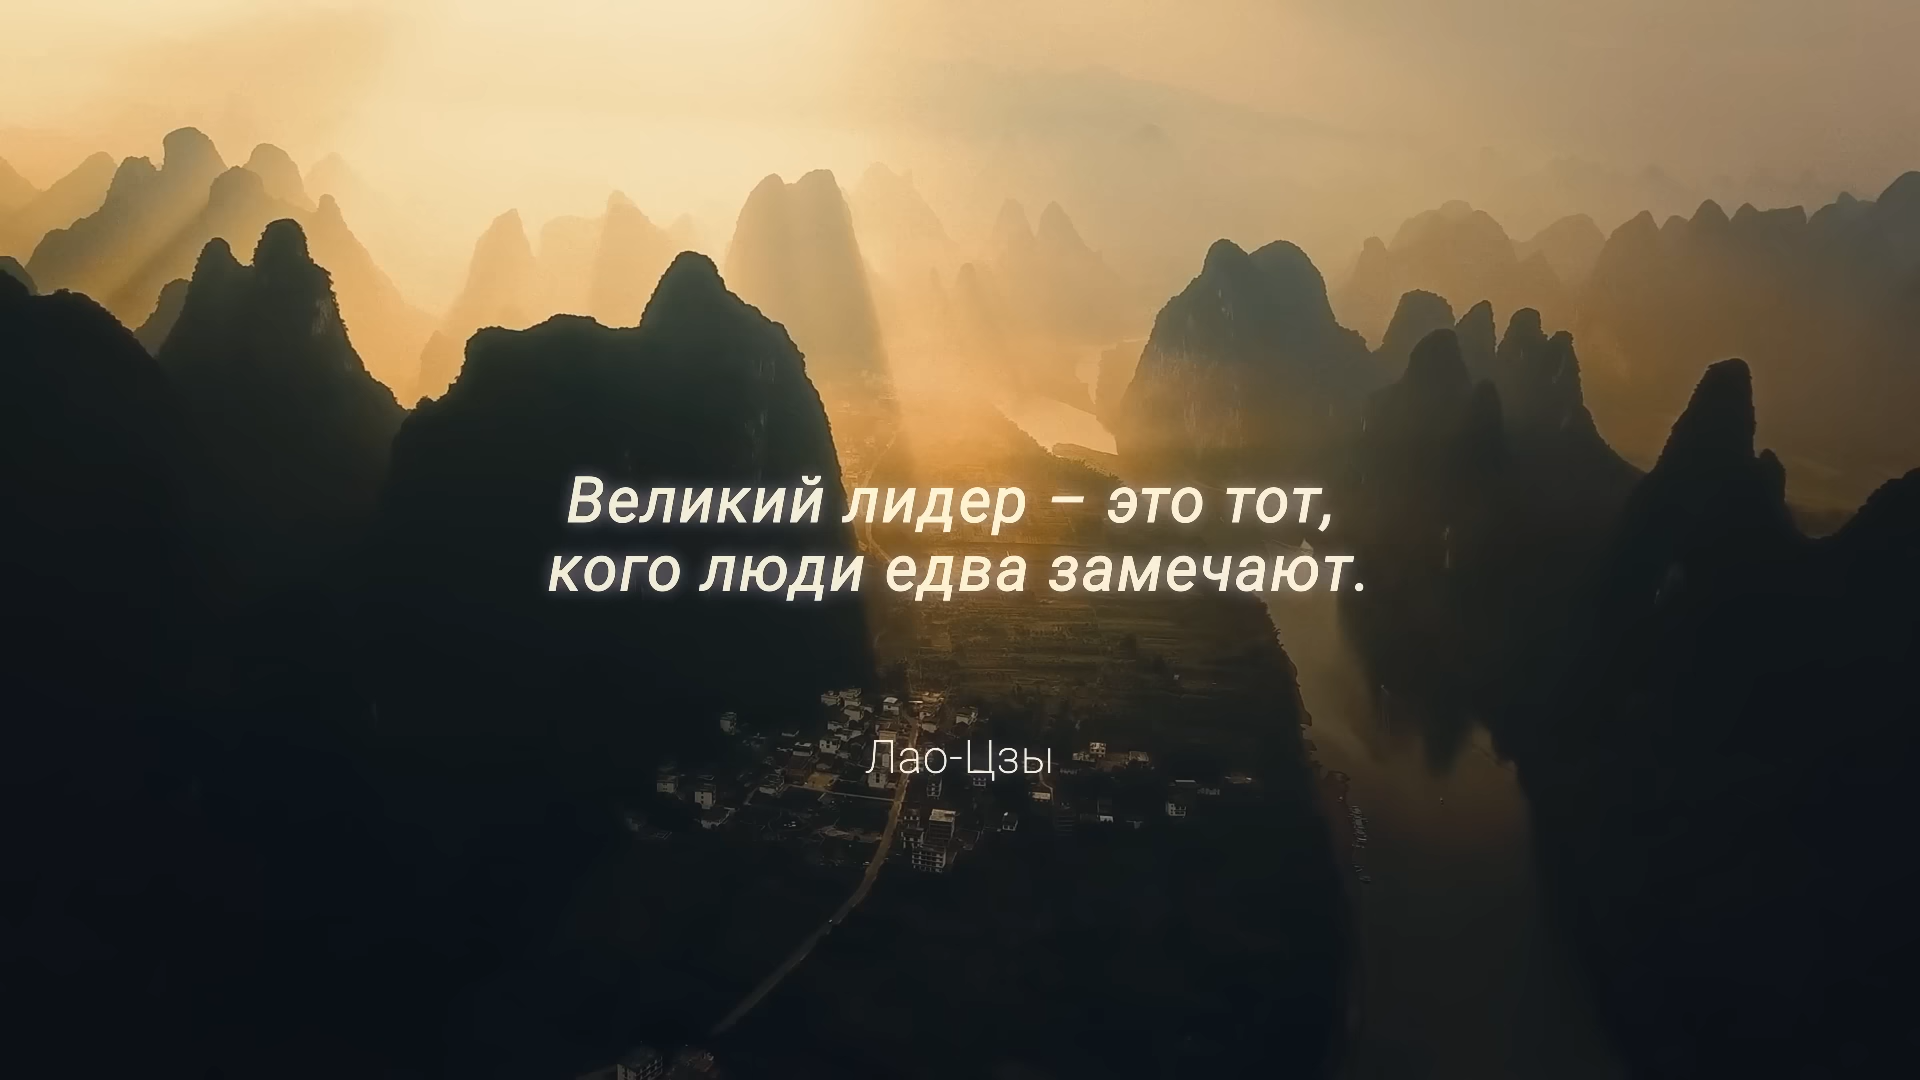 Великий лидер – это тот,
кого люди едва замечают.
Лао-Цзы